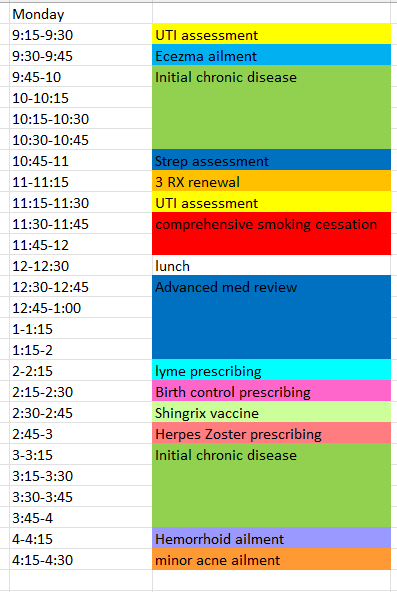 Monday
9:15-9:30 UTI assessment
9:30-9:45 Ecezma ailment
9:45-10 Initial chronic disease
10-10:15
10:15-10:30
10:30-10:45
10:45-11 Strep assessment
11-11:15 3 RX renewal
11:15-11:30 UTI assessment
11:30-11:45 comprehensive smoking cessation
11:45-12
12-12:30 lunch
12:30-12:45 Advanced med review
12:45-1:00
1-1:15
1:15-2
2-2:15 lyme prescribing
2:15-2:30 Birth control prescribing
2:30-2:45 Shingrix vaccine
2:45-3 Herpes Zoster prescribing
3-3:15 Initial chronic disease
3:15-3:30
3:30-3:45
3:45-4
4-4:15 Hemorrhoid ailment
4:15-4:30 minor acne ailment